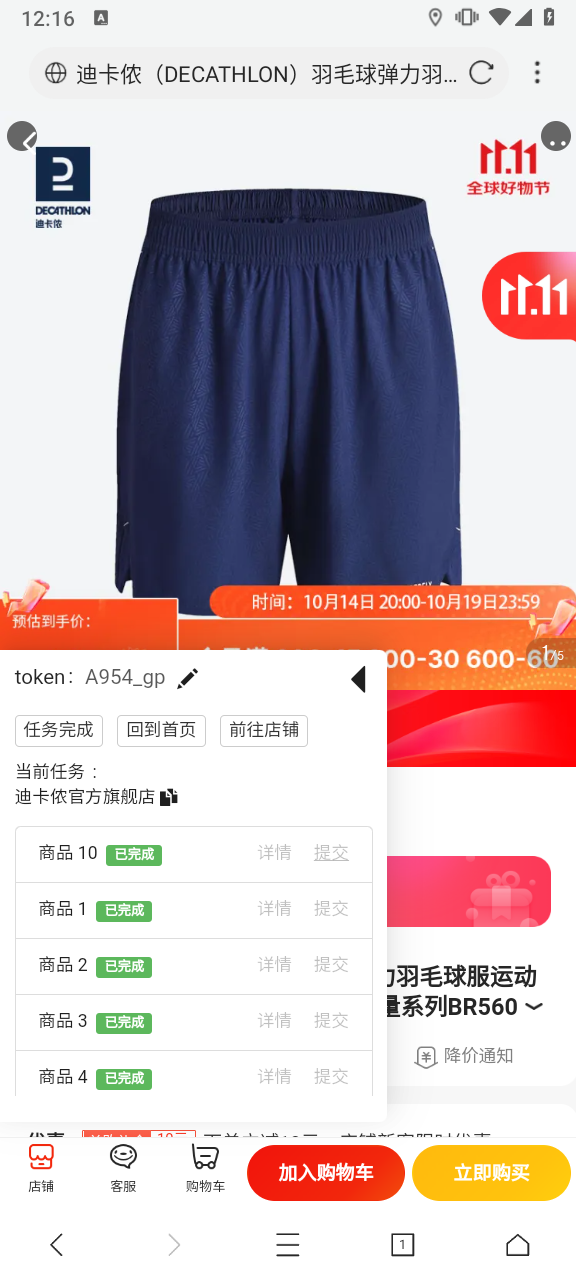 12:16
A
迪卡侬（DECATHLON）羽毛球弹力羽...
DECATHLON
迪卡侬
11.11
全球好物节
11.11
时间：10月14日 20:00-10月19日23:59
预估到手价：
00-30 600-60
1/5
token： A954_gp
任务完成 回到首页 前往店铺
当前任务：
迪卡侬官方旗舰店
商品 10 已完成 详情 提交
商品 1 已完成 详情 提交
商品 2 已完成 详情 提交
商品 3 已完成 详情 提交
商品 4 已完成 详情 提交
力羽毛球服运动
量系列BR560
降价通知
店铺 客服 购物车 加入购物车 立即购买
1